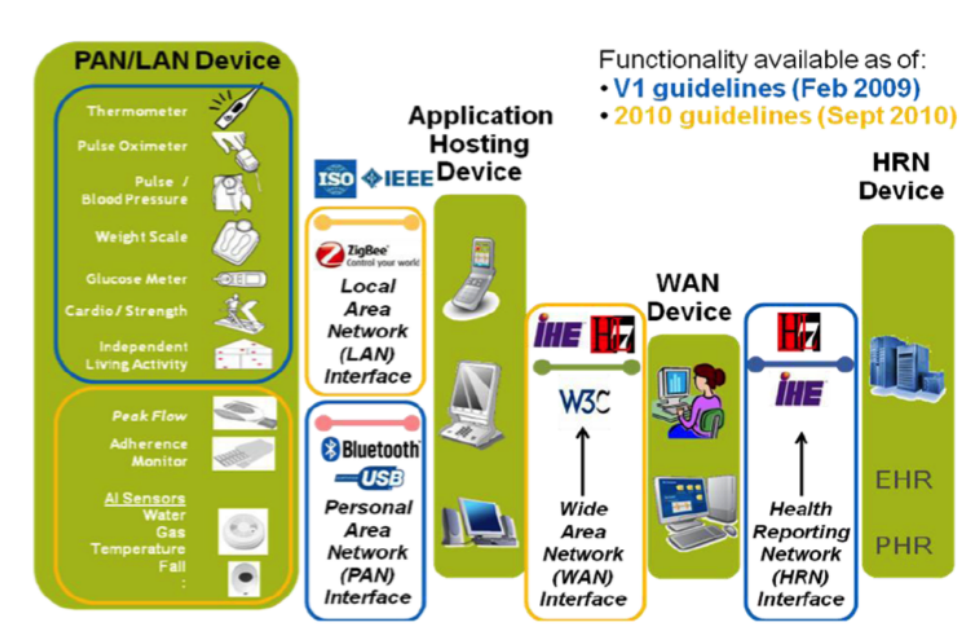 PAN/LAN Device
Thermometer
Pulse Oximeter
Pulse /
Blood Pressure
Weight Scale
Glucose Meter
Cardio / Strength
Independent
Living Activity
Peak Flow
Adherence
Monitor
AI Sensors
Water
Gas
Temperature
Fall
:
ISO IEEE
ZigBee
Control your world
Local
Area
Network
(LAN)
Interface
Bluetooth
USB
Personal
Area
Network
(PAN)
Interface
Application
Hosting
Device
Functionality available as of:
• V1 guidelines (Feb 2009)
• 2010 guidelines (Sept 2010)
IHE HL7
W3C
Wide
Area
Network
(WAN)
Interface
WAN
Device
HL7
IHE
Health
Reporting
Network
(HRN)
Interface
HRN
Device
EHR
PHR